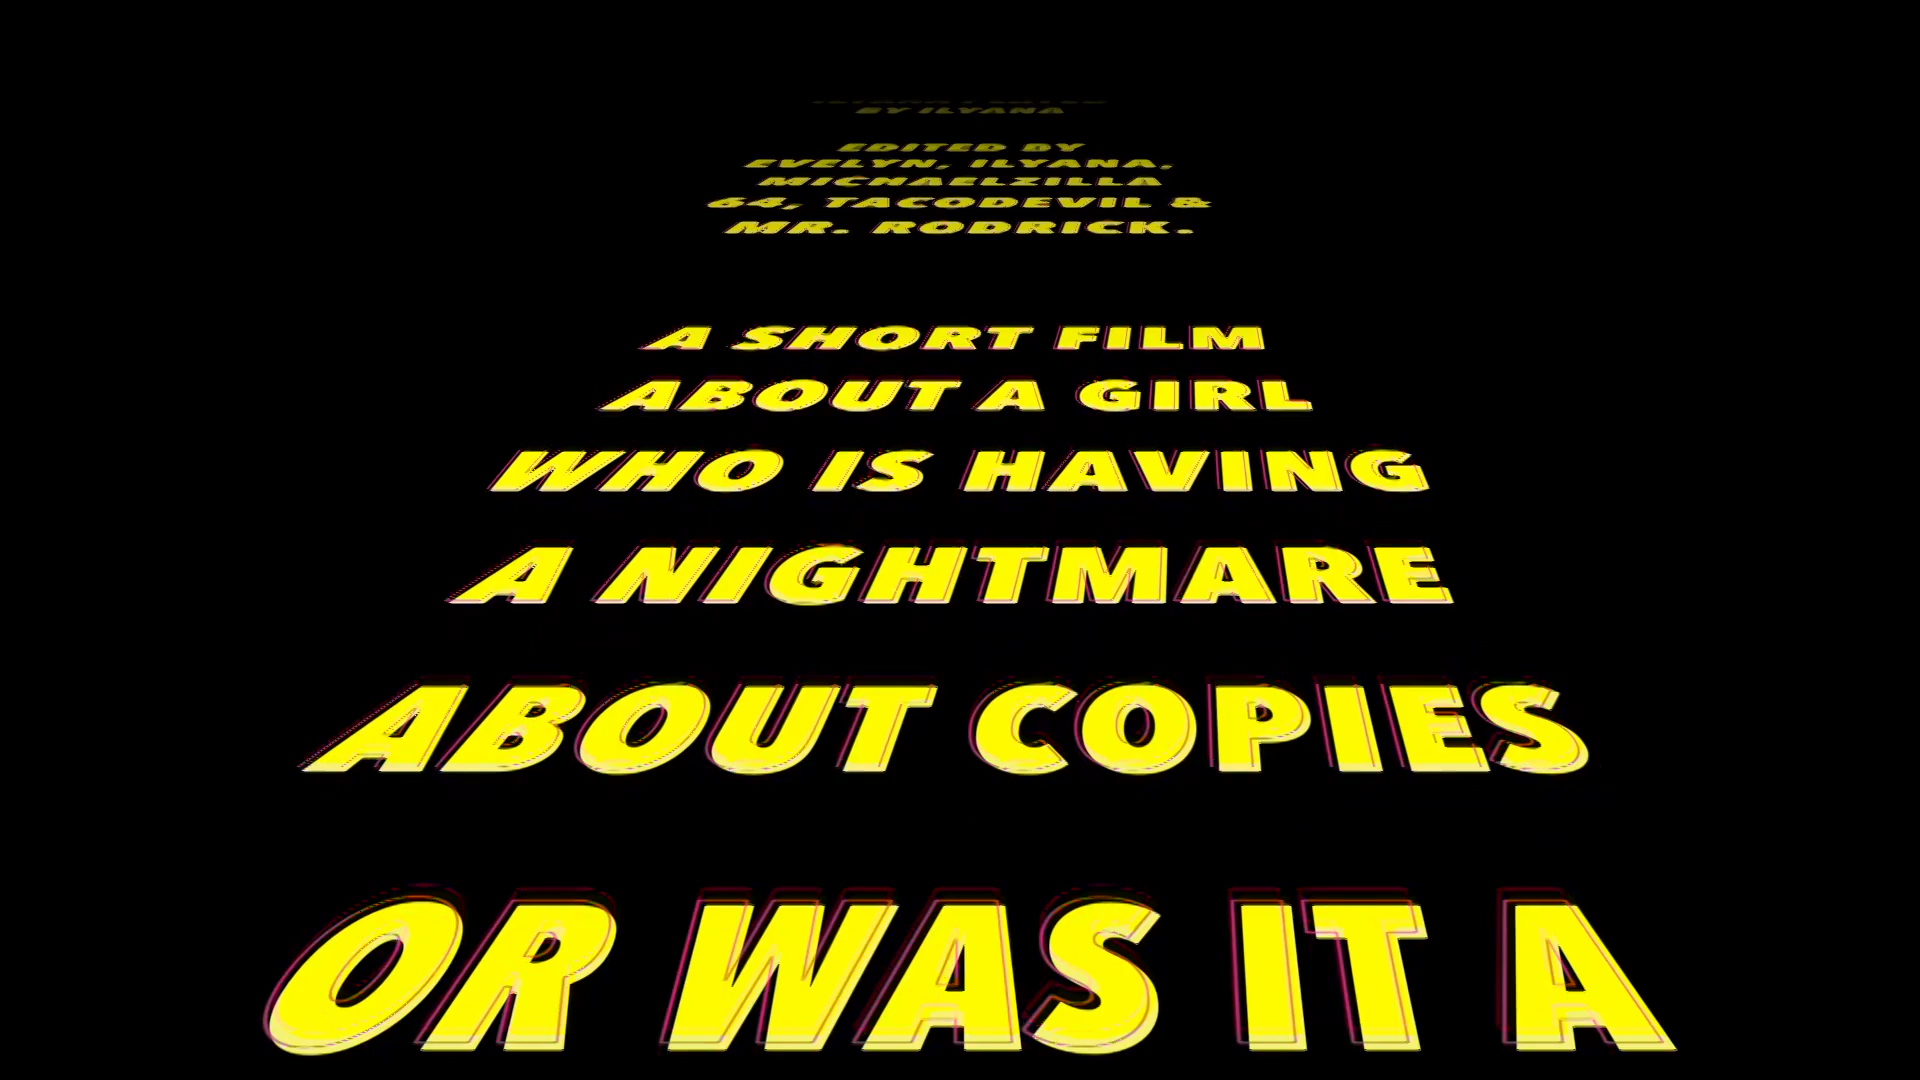 BY ILYANA
EDITED BY
EVELYN, ILYANA,
MICHAELZILLA
64, TACODEVIL &
MR. RODRICK.
A SHORT FILM
ABOUT A GIRL
WHO IS HAVING
A NIGHTMARE
ABOUT COPIES
OR WAS IT A